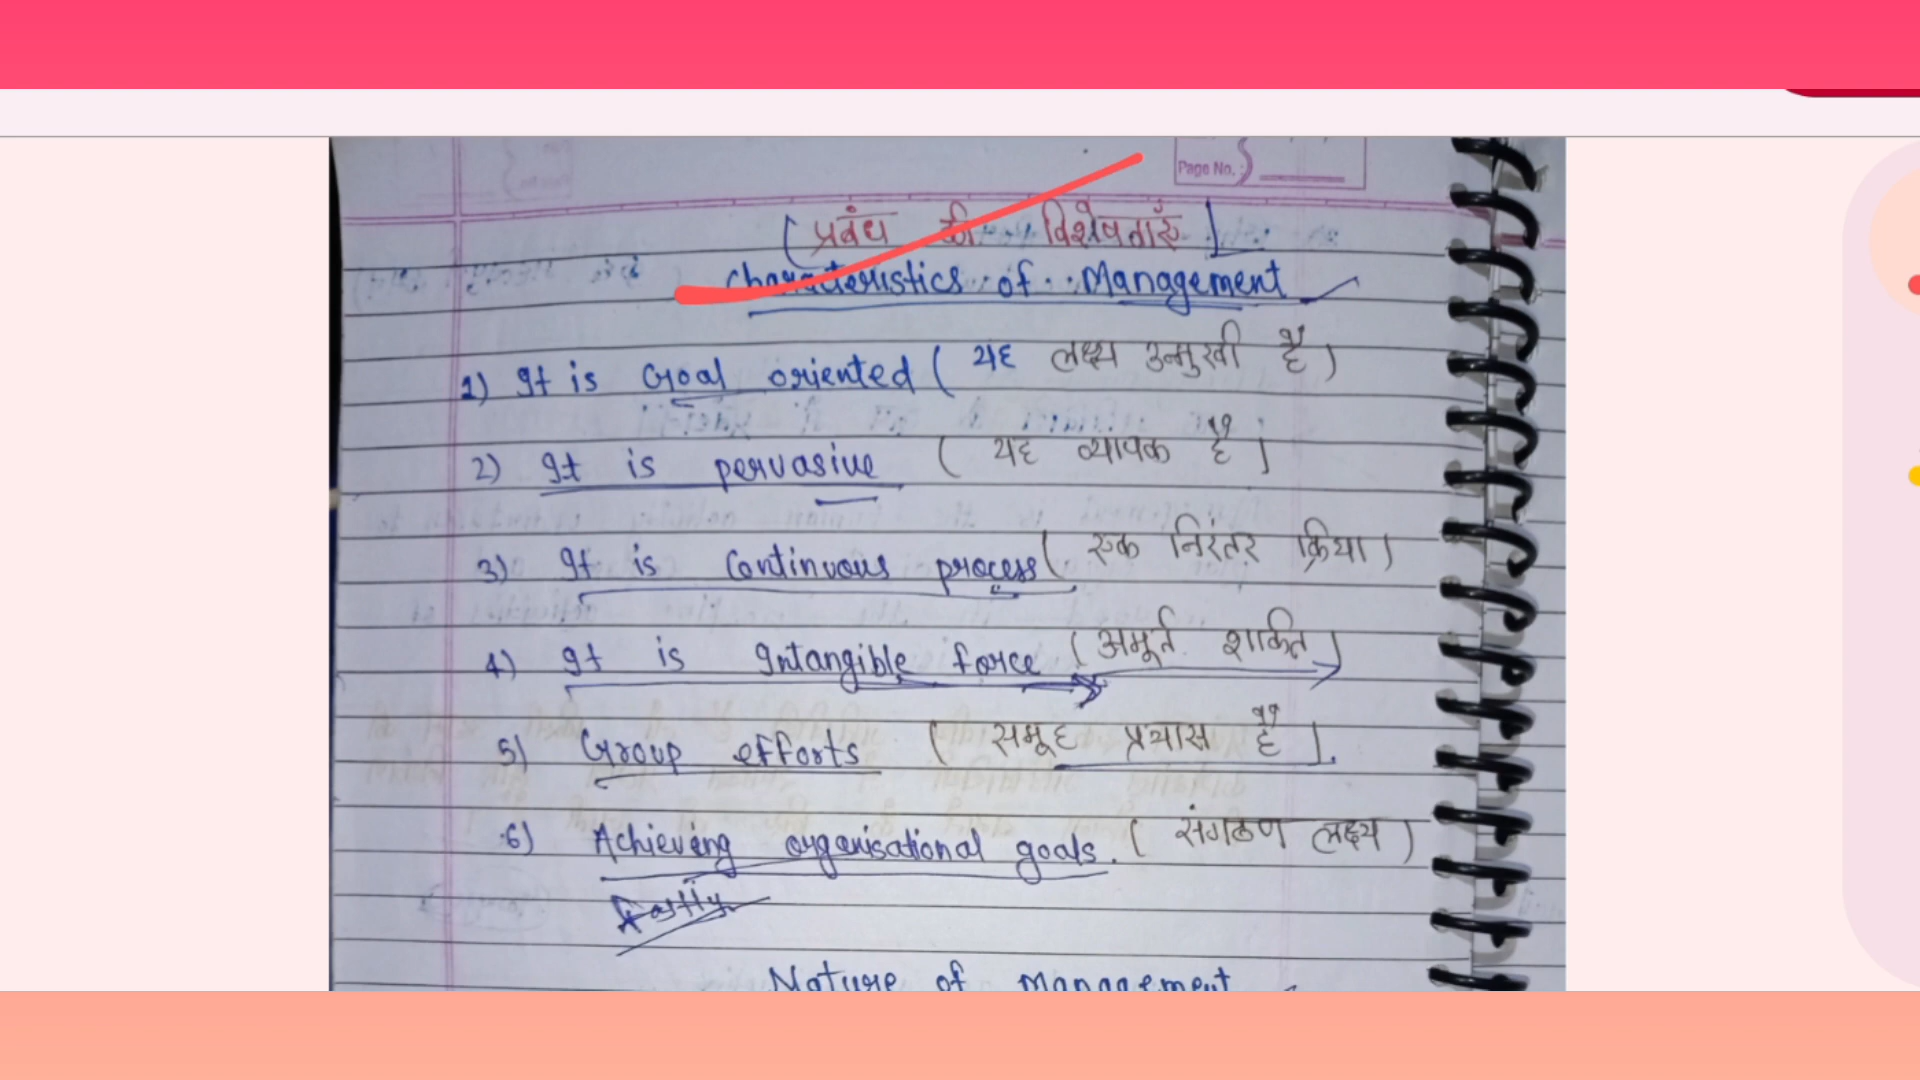 Page No.
[ प्रबंध की विशेषताएँ ]
Characteristics of Management
1) It is Goal oriented ( यह लक्ष्य उन्मुखी है )
2) It is pervasive ( यह व्यापक है ]
3) It is Continuous process ( एक निरंतर क्रिया )
4) It is Intangible force ( अमूर्त शक्ति )
5) Group efforts ( समूह प्रयास है ].
6) Achieving organisational goals. ( संगठण लक्ष्य )
Nature of Management